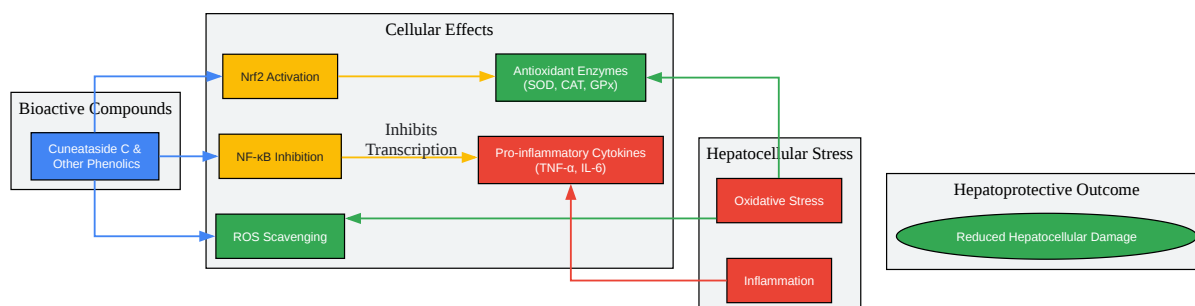 Cellular Effects
Nrf2 Activation
Antioxidant Enzymes
(SOD, CAT, GPx)
Bioactive Compounds
Cuneataside C &
Other Phenolics
NF-κB Inhibition
Inhibits
Transcription
Pro-inflammatory Cytokines
(TNF-α, IL-6)
ROS Scavenging
Hepatocellular Stress
Oxidative Stress
Inflammation
Hepatoprotective Outcome
Reduced Hepatocellular Damage